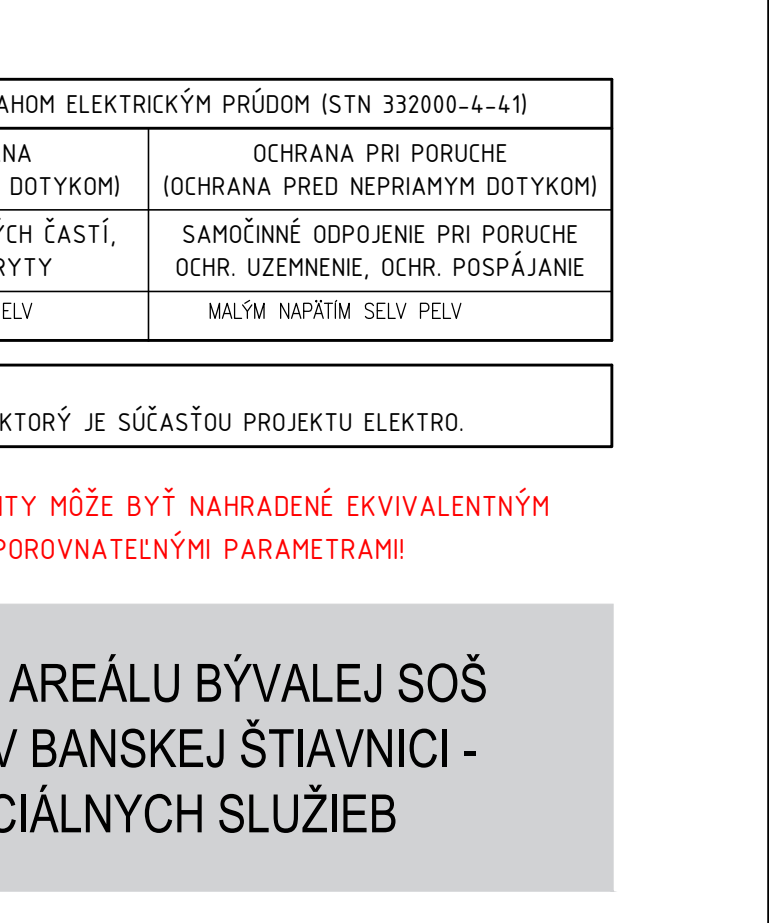 AHOM ELEKTRICKÝM PRÚDOM (STN 332000-4-41)
NA
DOTYKOM)
OCHRANA PRI PORUCHE
(OCHRANA PRED NEPRIAMYM DOTYKOM)
ÝCH ČASTÍ,
RYTY
SAMOČINNÉ ODPOJENIE PRI PORUCHE
OCHR. UZEMNENIE, OCHR. POSPÁJANIE
ELV
MALÝM NAPÄTÍM SELV PELV
KTORÝ JE SÚČASŤOU PROJEKTU ELEKTRO.
ITY MÔŽE BYŤ NAHRADENÉ EKVIVALENTNÝM
POROVNATEĽNÝMI PARAMETRAMI!
AREÁLU BÝVALEJ SOŠ
V BANSKEJ ŠTIAVNICI -
CIÁLNYCH SLUŽIEB